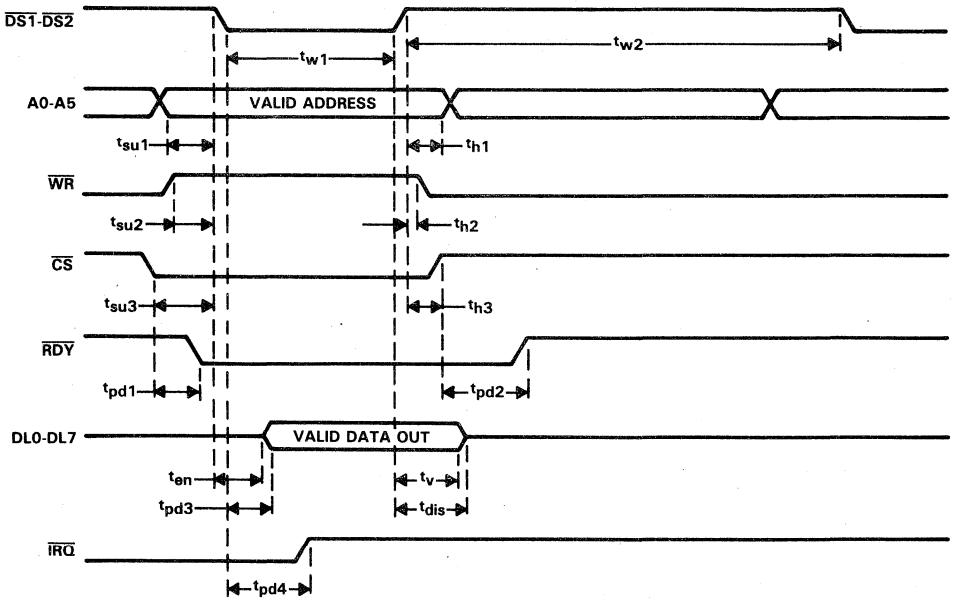 DS1-DS2
tw1
tw2
A0-A5
VALID ADDRESS
tsu1
th1
WR
tsu2
th2
CS
tsu3
th3
RDY
tpd1
tpd2
DL0-DL7
VALID DATA OUT
ten
tv
tpd3
tdis
IRQ
tpd4